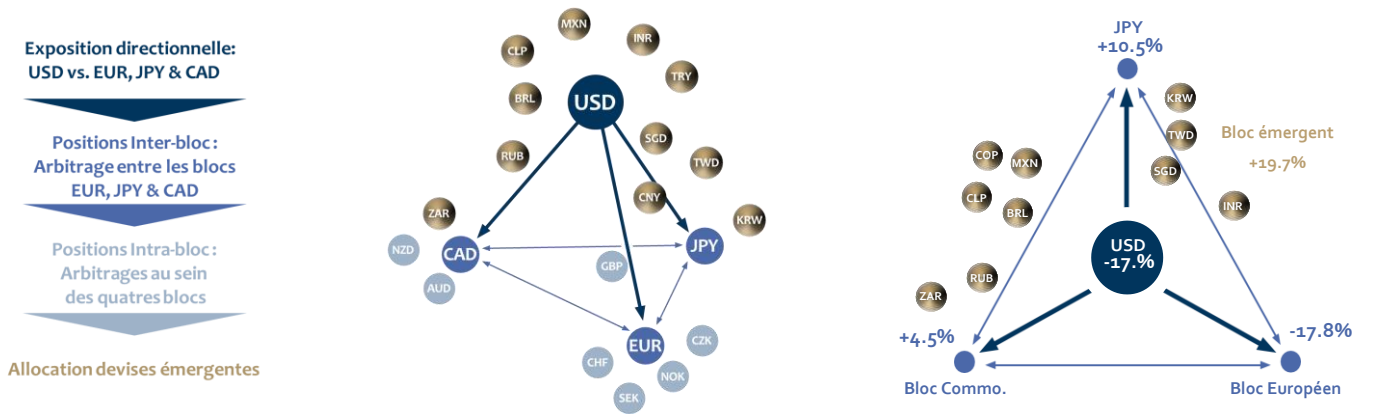 Exposition directionnelle:
USD vs. EUR, JPY & CAD
Positions Inter-bloc :
Arbitrage entre les blocs
EUR, JPY & CAD
Positions Intra-bloc :
Arbitrages au sein
des quatres blocs
Allocation devises émergentes
MXN
INR
CLP
TRY
BRL
USD
SGD
RUB
TWD
CNY
ZAR
KRW
NZD
CAD
JPY
GBP
AUD
EUR
CZK
CHF
NOK
SEK
JPY
+10.5%
KRW
TWD
Bloc émergent
+19.7%
COP
MXN
SGD
CLP
BRL
INR
USD
-17.%
RUB
ZAR
+4.5%
-17.8%
Bloc Commo.
Bloc Européen